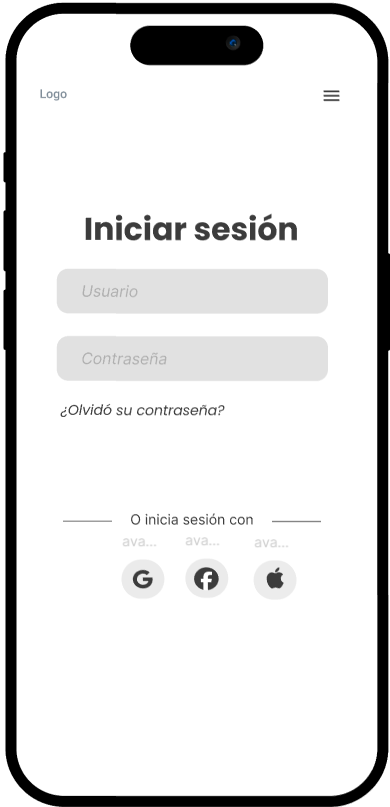 Logo
Iniciar sesión
Usuario
Contraseña
¿Olvidó su contraseña?
O inicia sesión con
ava... ava... ava...